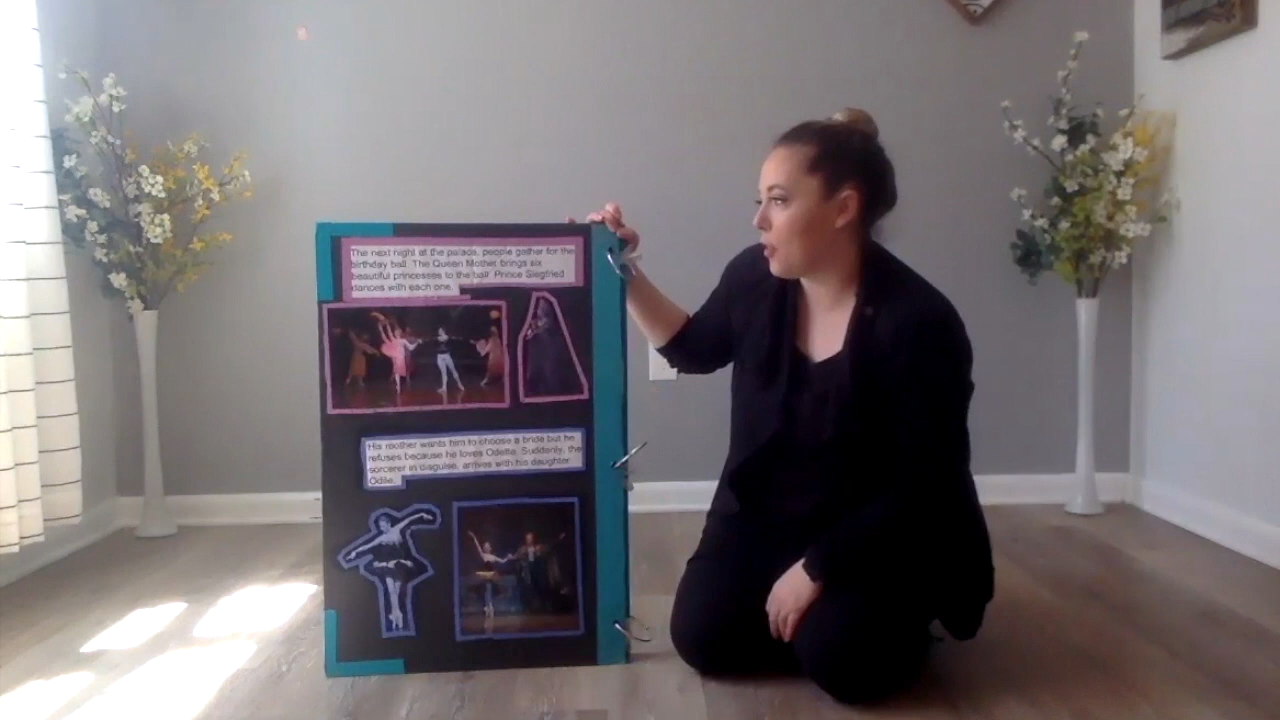 The next night at the parada, people gather for the
birthday ball. The Queen Mother brings six
beautiful princesses to the ball. Prince Siegfried
dances with each one.
His mother wants him to choose a bride but he
refuses because he loves Odette. Suddenly, the
sorcerer in disguise, arrives with his daughter
Odile.